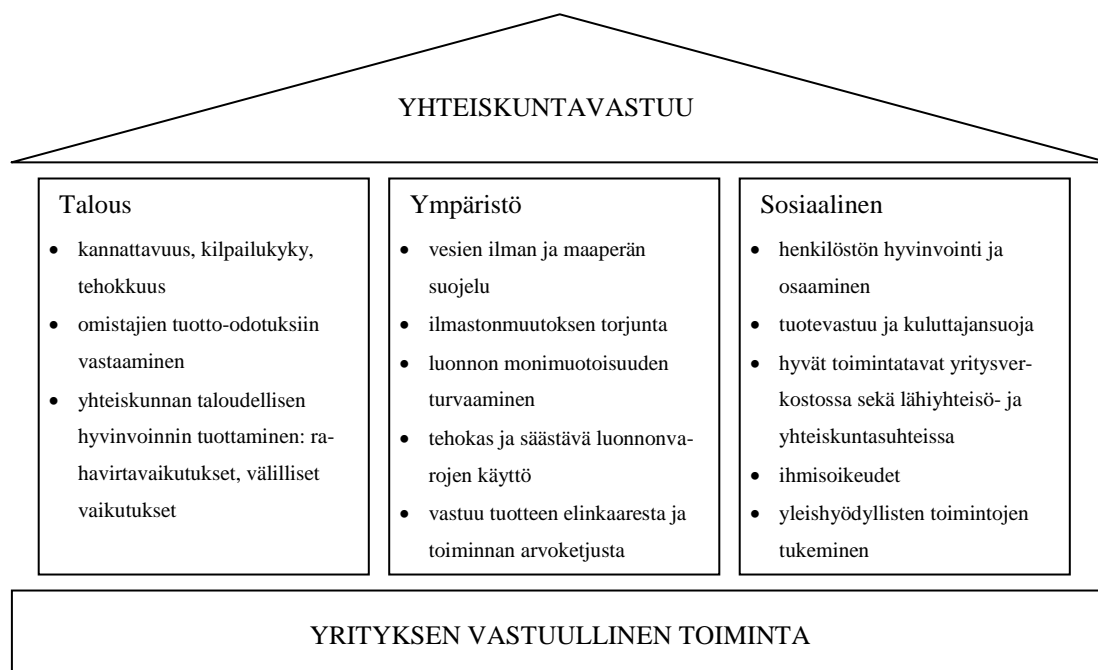 YHTEISKUNTAVASTUU
Talous
• kannattavuus, kilpailukyky,
tehokkuus
• omistajien tuotto-odotuksiin
vastaaminen
• yhteiskunnan taloudellisen
hyvinvoinnin tuottaminen: ra-
havirtavaikutukset, välilliset
vaikutukset
Ympäristö
• vesien ilman ja maaperän
suojelu
• ilmastonmuutoksen torjunta
• luonnon monimuotoisuuden
turvaaminen
• tehokas ja säästävä luonnonva-
rojen käyttö
• vastuu tuotteen elinkaaresta ja
toiminnan arvoketjusta
Sosiaalinen
• henkilöstön hyvinvointi ja
osaaminen
• tuotevastuu ja kuluttajansuoja
• hyvät toimintatavat yritysver-
kostossa sekä lähiyhteisö- ja
yhteiskuntasuhteissa
• ihmisoikeudet
• yleishyödyllisten toimintojen
tukeminen
YRITYKSEN VASTUULLINEN TOIMINTA